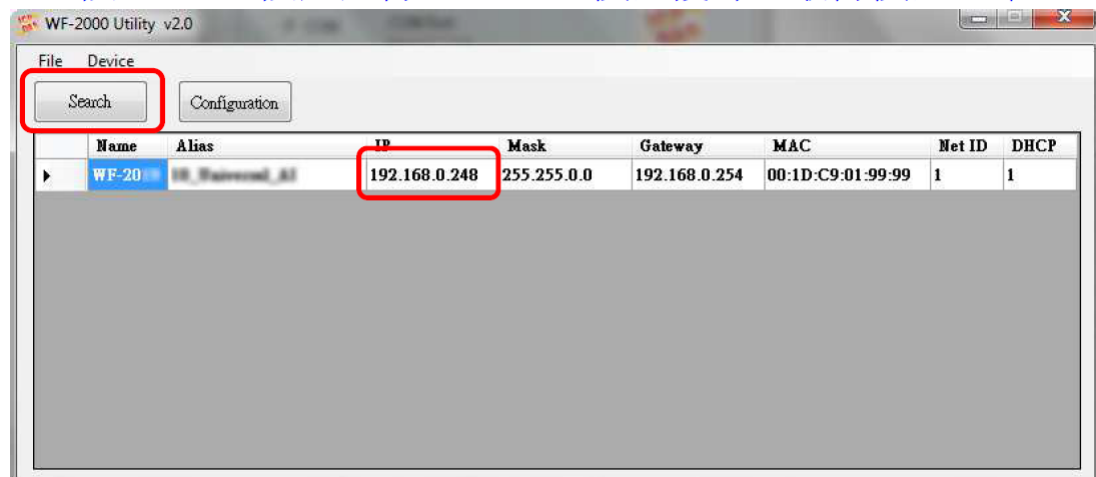 WF-2000 Utility v2.0
File Device
Search Configuration
Name Alias IP Mask Gateway MAC Net ID DHCP
WF-20 192.168.0.248 255.255.0.0 192.168.0.254 00:1D:C9:01:99:99 1 1